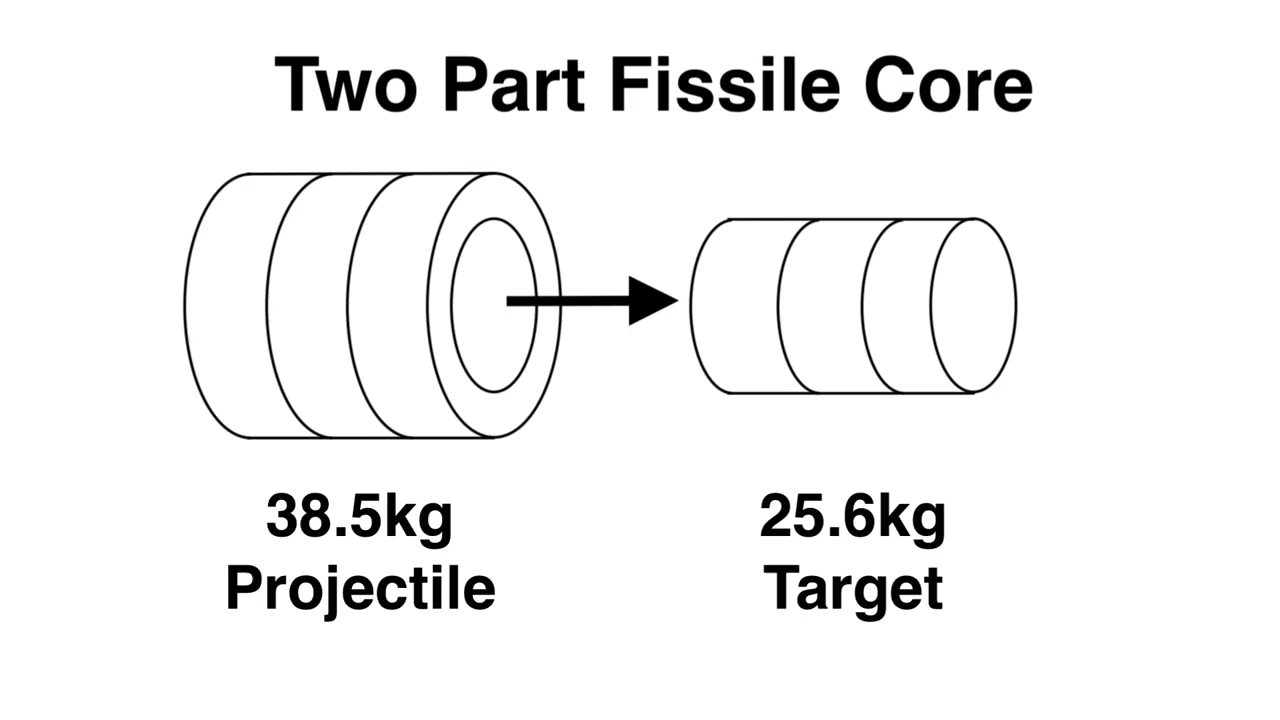 Two Part Fissile Core
38.5kg
Projectile
25.6kg
Target